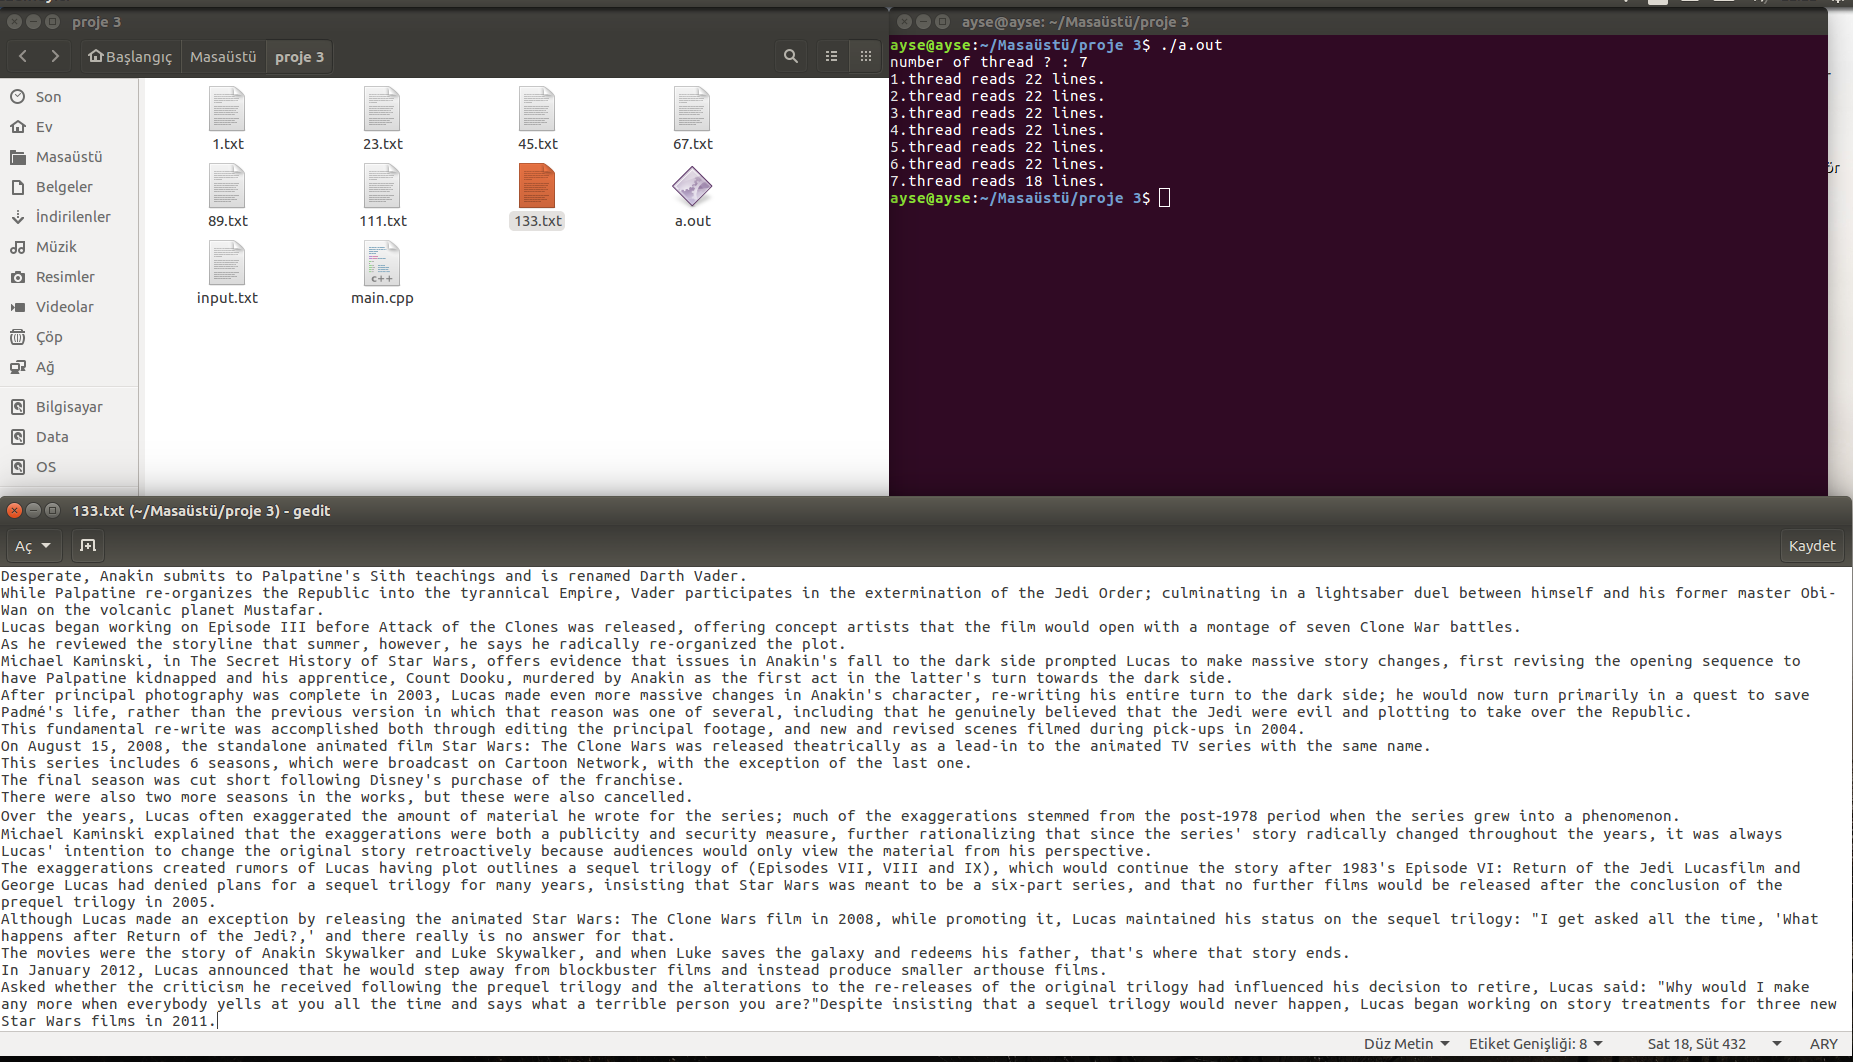 proje 3
Başlangıç Masaüstü proje 3
Son
Ev
Masaüstü
Belgeler
İndirilenler
Müzik
Resimler
Videolar
Çöp
Ağ
Bilgisayar
Data
OS
1.txt 23.txt 45.txt 67.txt
89.txt 111.txt 133.txt a.out
c++
input.txt main.cpp
ayse@ayse: ~/Masaüstü/proje 3
ayse@ayse:~/Masaüstü/proje 3$ ./a.out
number of thread ? : 7
1.thread reads 22 lines.
2.thread reads 22 lines.
3.thread reads 22 lines.
4.thread reads 22 lines.
5.thread reads 22 lines.
6.thread reads 22 lines.
7.thread reads 18 lines.
ayse@ayse:~/Masaüstü/proje 3$
ör
133.txt (~/Masaüstü/proje 3) - gedit
Aç Kaydet
Desperate, Anakin submits to Palpatine's Sith teachings and is renamed Darth Vader.
While Palpatine re-organizes the Republic into the tyrannical Empire, Vader participates in the extermination of the Jedi Order; culminating in a lightsaber duel between himself and his former master Obi-
Wan on the volcanic planet Mustafar.
Lucas began working on Episode III before Attack of the Clones was released, offering concept artists that the film would open with a montage of seven Clone War battles.
As he reviewed the storyline that summer, however, he says he radically re-organized the plot.
Michael Kaminski, in The Secret History of Star Wars, offers evidence that issues in Anakin's fall to the dark side prompted Lucas to make massive story changes, first revising the opening sequence to
have Palpatine kidnapped and his apprentice, Count Dooku, murdered by Anakin as the first act in the latter's turn towards the dark side.
After principal photography was complete in 2003, Lucas made even more massive changes in Anakin's character, re-writing his entire turn to the dark side; he would now turn primarily in a quest to save
Padmé's life, rather than the previous version in which that reason was one of several, including that he genuinely believed that the Jedi were evil and plotting to take over the Republic.
This fundamental re-write was accomplished both through editing the principal footage, and new and revised scenes filmed during pick-ups in 2004.
On August 15, 2008, the standalone animated film Star Wars: The Clone Wars was released theatrically as a lead-in to the animated TV series with the same name.
This series includes 6 seasons, which were broadcast on Cartoon Network, with the exception of the last one.
The final season was cut short following Disney's purchase of the franchise.
There were also two more seasons in the works, but these were also cancelled.
Over the years, Lucas often exaggerated the amount of material he wrote for the series; much of the exaggerations stemmed from the post-1978 period when the series grew into a phenomenon.
Michael Kaminski explained that the exaggerations were both a publicity and security measure, further rationalizing that since the series' story radically changed throughout the years, it was always
Lucas' intention to change the original story retroactively because audiences would only view the material from his perspective.
The exaggerations created rumors of Lucas having plot outlines a sequel trilogy of (Episodes VII, VIII and IX), which would continue the story after 1983's Episode VI: Return of the Jedi Lucasfilm and
George Lucas had denied plans for a sequel trilogy for many years, insisting that Star Wars was meant to be a six-part series, and that no further films would be released after the conclusion of the
prequel trilogy in 2005.
Although Lucas made an exception by releasing the animated Star Wars: The Clone Wars film in 2008, while promoting it, Lucas maintained his status on the sequel trilogy: "I get asked all the time, 'What
happens after Return of the Jedi?,' and there really is no answer for that.
The movies were the story of Anakin Skywalker and Luke Skywalker, and when Luke saves the galaxy and redeems his father, that's where that story ends.
In January 2012, Lucas announced that he would step away from blockbuster films and instead produce smaller arthouse films.
Asked whether the criticism he received following the prequel trilogy and the alterations to the re-releases of the original trilogy had influenced his decision to retire, Lucas said: "Why would I make
any more when everybody yells at you all the time and says what a terrible person you are?"Despite insisting that a sequel trilogy would never happen, Lucas began working on story treatments for three new
Star Wars films in 2011.
Düz Metin Etiket Genişliği: 8 Sat 18, Süt 432 ARY